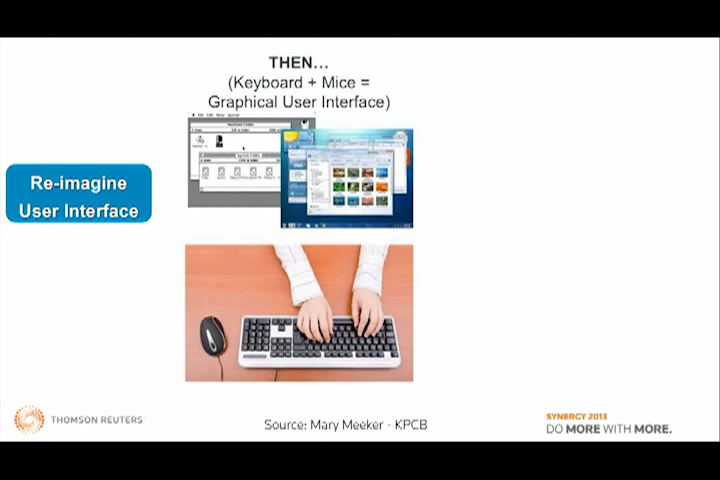 THEN…
(Keyboard + Mice =
Graphical User Interface)
Re-imagine
User Interface
THOMSON REUTERS
Source: Mary Meeker - KPCB
SYNERGY 2013
DO MORE WITH MORE.